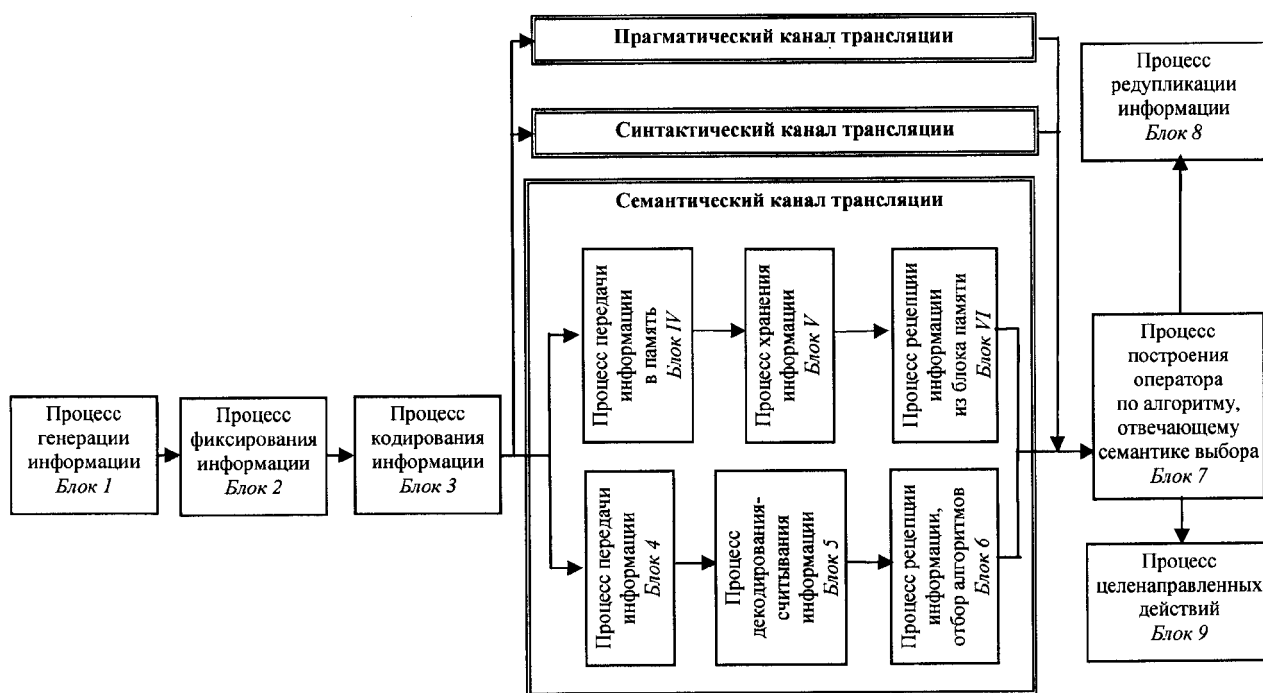 Прагматический канал трансляции
Синтактический канал трансляции
Семантический канал трансляции
Процесс генерации
информации
Блок 1
Процесс
фиксирования
информации
Блок 2
Процесс
кодирования
информации
Блок 3
Процесс передачи
информации
в память
Блок IV
Процесс хранения
информации
Блок V
Процесс рецепции
информации
из блока памяти
Блок VI
Процесс передачи
информации
Блок 4
Процесс
декодирования-
считывания
информации
Блок 5
Процесс рецепции
информации,
отбор алгоритмов
Блок 6
Процесс
построения
оператора
по алгоритму,
отвечающему
семантике выбора
Блок 7
Процесс
редупликации
информации
Блок 8
Процесс
целенаправленных
действий
Блок 9